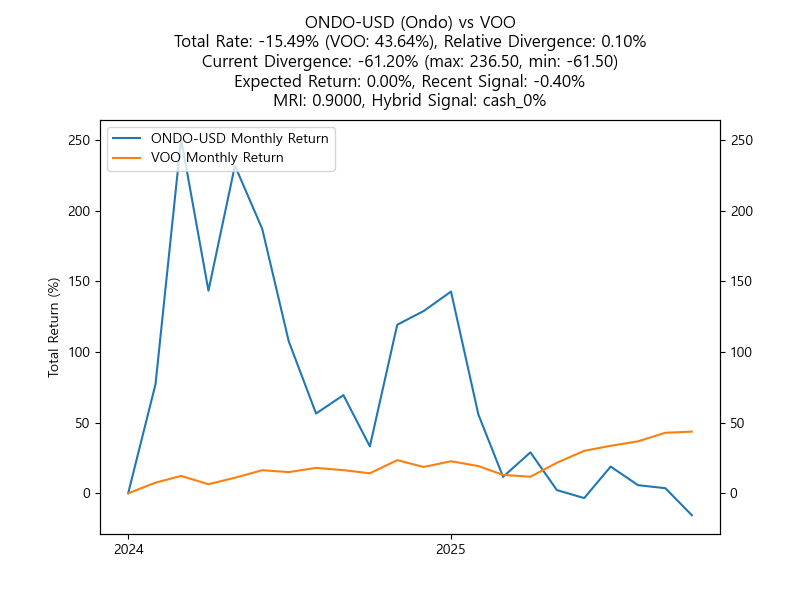 ONDO-USD (Ondo) vs VOO
Total Rate: -15.49% (VOO: 43.64%), Relative Divergence: 0.10%
Current Divergence: -61.20% (max: 236.50, min: -61.50)
Expected Return: 0.00%, Recent Signal: -0.40%
MRI: 0.9000, Hybrid Signal: cash_0%
ONDO-USD Monthly Return
VOO Monthly Return
Total Return (%)
250
200
150
100
50
0
250
200
150
100
50
0
2024
2025